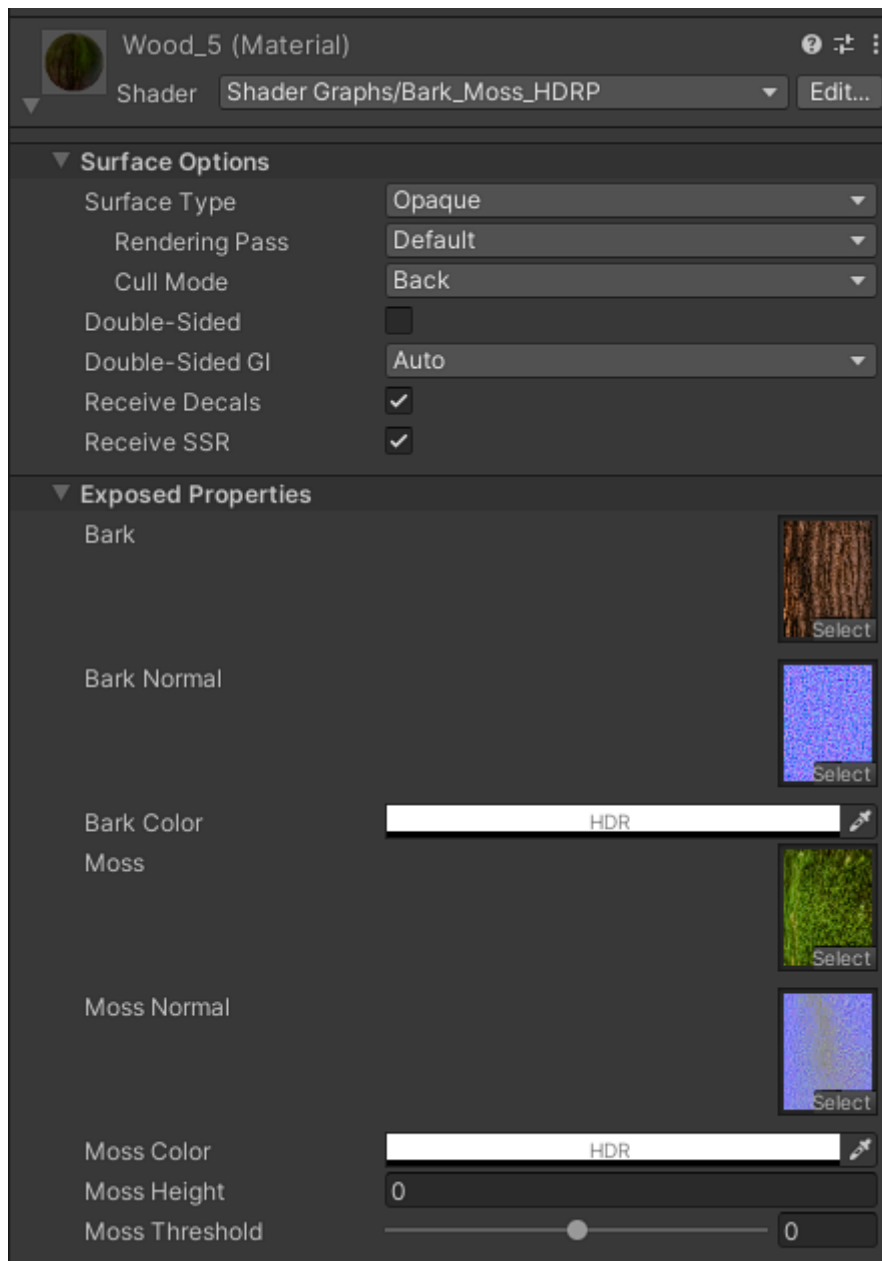 Wood_5 (Material)
Shader Shader Graphs/Bark_Moss_HDRP Edit...
Surface Options
Surface Type Opaque
Rendering Pass Default
Cull Mode Back
Double-Sided
Double-Sided GI Auto
Receive Decals
Receive SSR
Exposed Properties
Bark
Select
Bark Normal
Select
Bark Color HDR
Moss
Select
Moss Normal
Select
Moss Color HDR
Moss Height 0
Moss Threshold 0